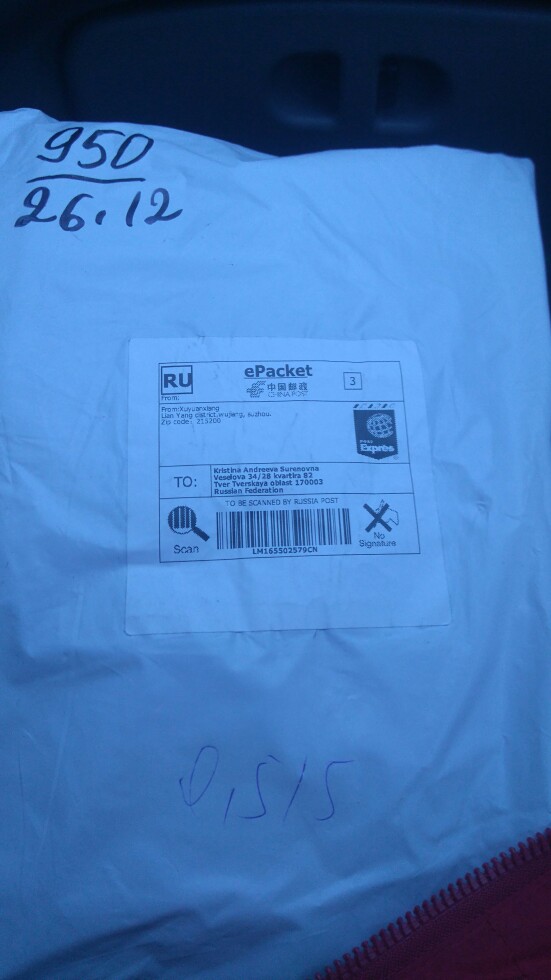 950
26.12
ePacket
RU
中国邮政
CHINA POST
3
From:
From:Xuyuanxiang
Lian Yang district,wujiang, suzhou.
Zip code: 215200
Exprès
TO:
Kristina Andreeva Surenovna
Veselova 34/28 kvartira 82
Tver Tverskaya oblast 170003
Russian Federation
TO BE SCANNED BY RUSSIA POST
Scan
No
Signature
LM165502579CN
0,515